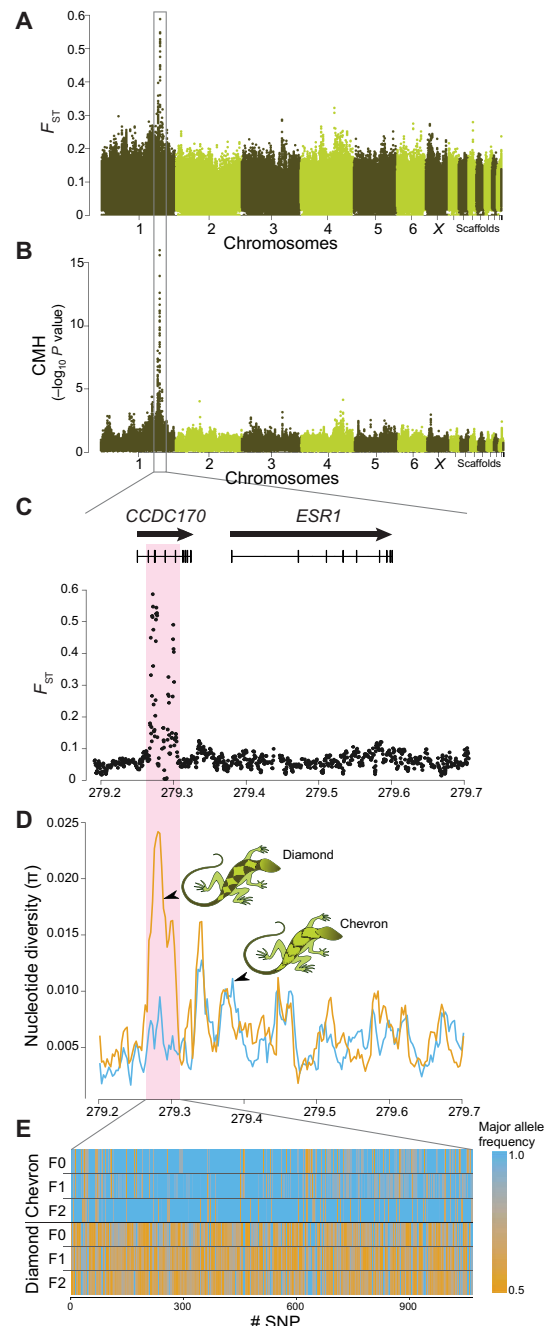 A
0.6
0.5
0.4
0.3
0.2
0.1
0
F_ST
1 2 3 4 5 6 X Scaffolds
Chromosomes
B
15
10
5
0
CMH
(–log10 P value)
1 2 3 4 5 6 X Scaffolds
Chromosomes
C
CCDC170 ESR1
0.6
0.5
0.4
0.3
0.2
0.1
0
F_ST
279.2 279.3 279.4 279.5 279.6 279.7
D
0.025
0.020
0.015
0.010
0.005
Nucleotide diversity (π)
Diamond
Chevron
279.2 279.3 279.4 279.5 279.6 279.7
E
Major allele
frequency
1.0
0.5
Chevron
F0
F1
F2
Diamond
F0
F1
F2
0 300 600 900
# SNP